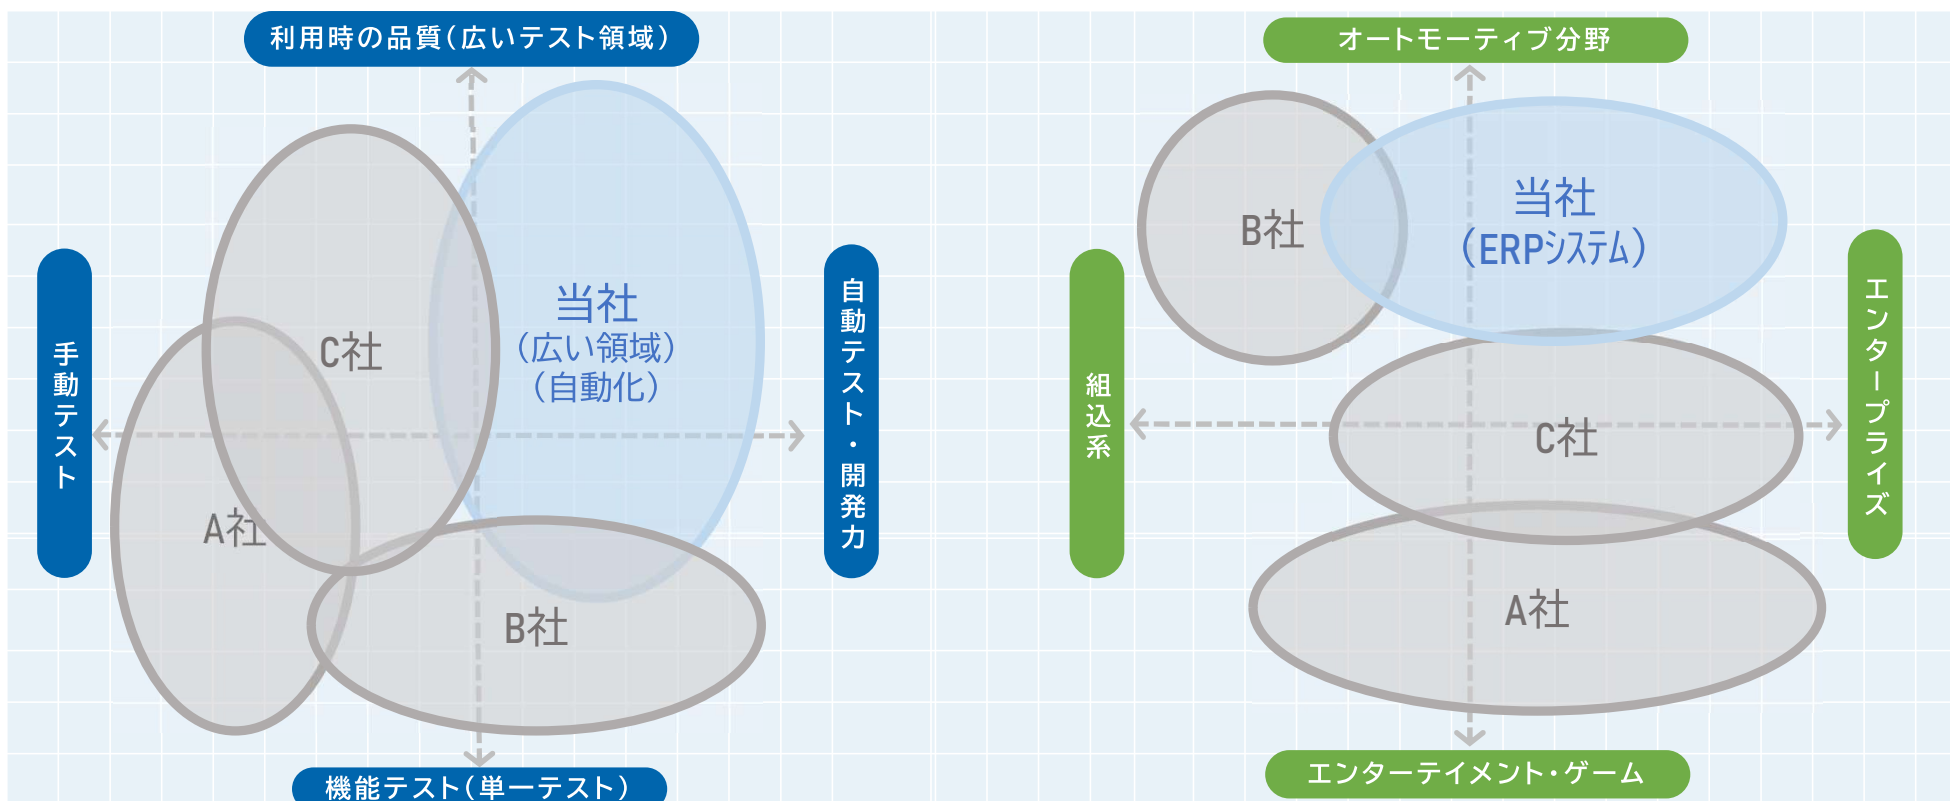 利用時の品質（広いテスト領域）
手動テスト
C社
当社
（広い領域）
（自動化）
A社
B社
自動テスト・開発力
機能テスト（単一テスト）
オートモーティブ分野
組込系
B社
当社
（ERPシステム）
C社
A社
エンタープライズ
エンターテイメント・ゲーム